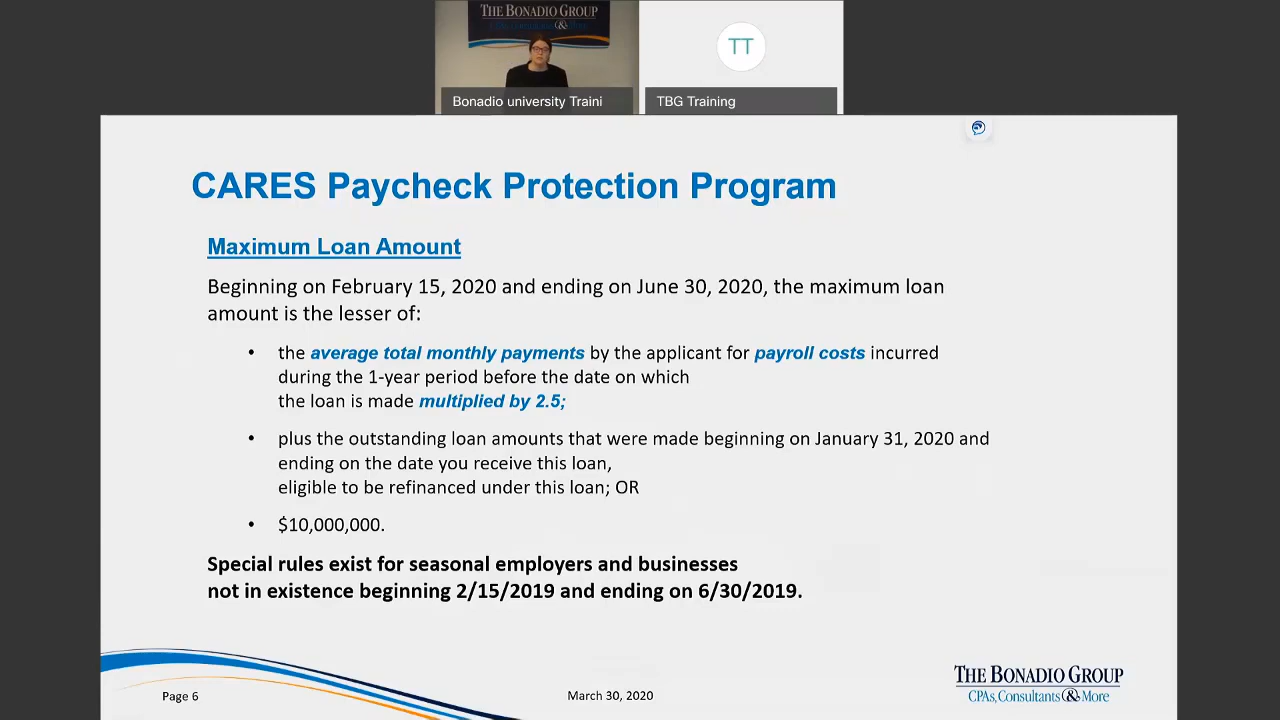 THE BONADIO GROUP
CPAs, Consultants & More
TT
Bonadio university Traini
TBG Training
CARES Paycheck Protection Program
Maximum Loan Amount
Beginning on February 15, 2020 and ending on June 30, 2020, the maximum loan
amount is the lesser of:
• the average total monthly payments by the applicant for payroll costs incurred
during the 1-year period before the date on which
the loan is made multiplied by 2.5;
• plus the outstanding loan amounts that were made beginning on January 31, 2020 and
ending on the date you receive this loan,
eligible to be refinanced under this loan; OR
• $10,000,000.
Special rules exist for seasonal employers and businesses
not in existence beginning 2/15/2019 and ending on 6/30/2019.
Page 6
March 30, 2020
THE BONADIO GROUP
CPAs, Consultants & More